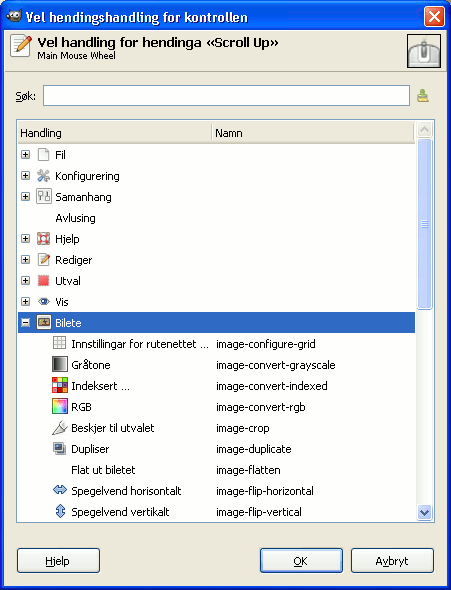 Vel hendingshandling for kontrollen
Vel handling for hendinga «Scroll Up»
Main Mouse Wheel
Søk:
Handling Namn
Fil
Konfigurering
Samanhang
Avlusing
Hjelp
Rediger
Utval
Vis
Bilete
Innstillingar for rutenettet ... image-configure-grid
Gråtone image-convert-grayscale
Indeksert ... image-convert-indexed
RGB image-convert-rgb
Beskjer til utvalet image-crop
Dupliser image-duplicate
Flat ut biletet image-flatten
Spegelvend horisontalt image-flip-horizontal
Spegelvend vertikalt image-flip-vertical
Hjelp OK Avbryt